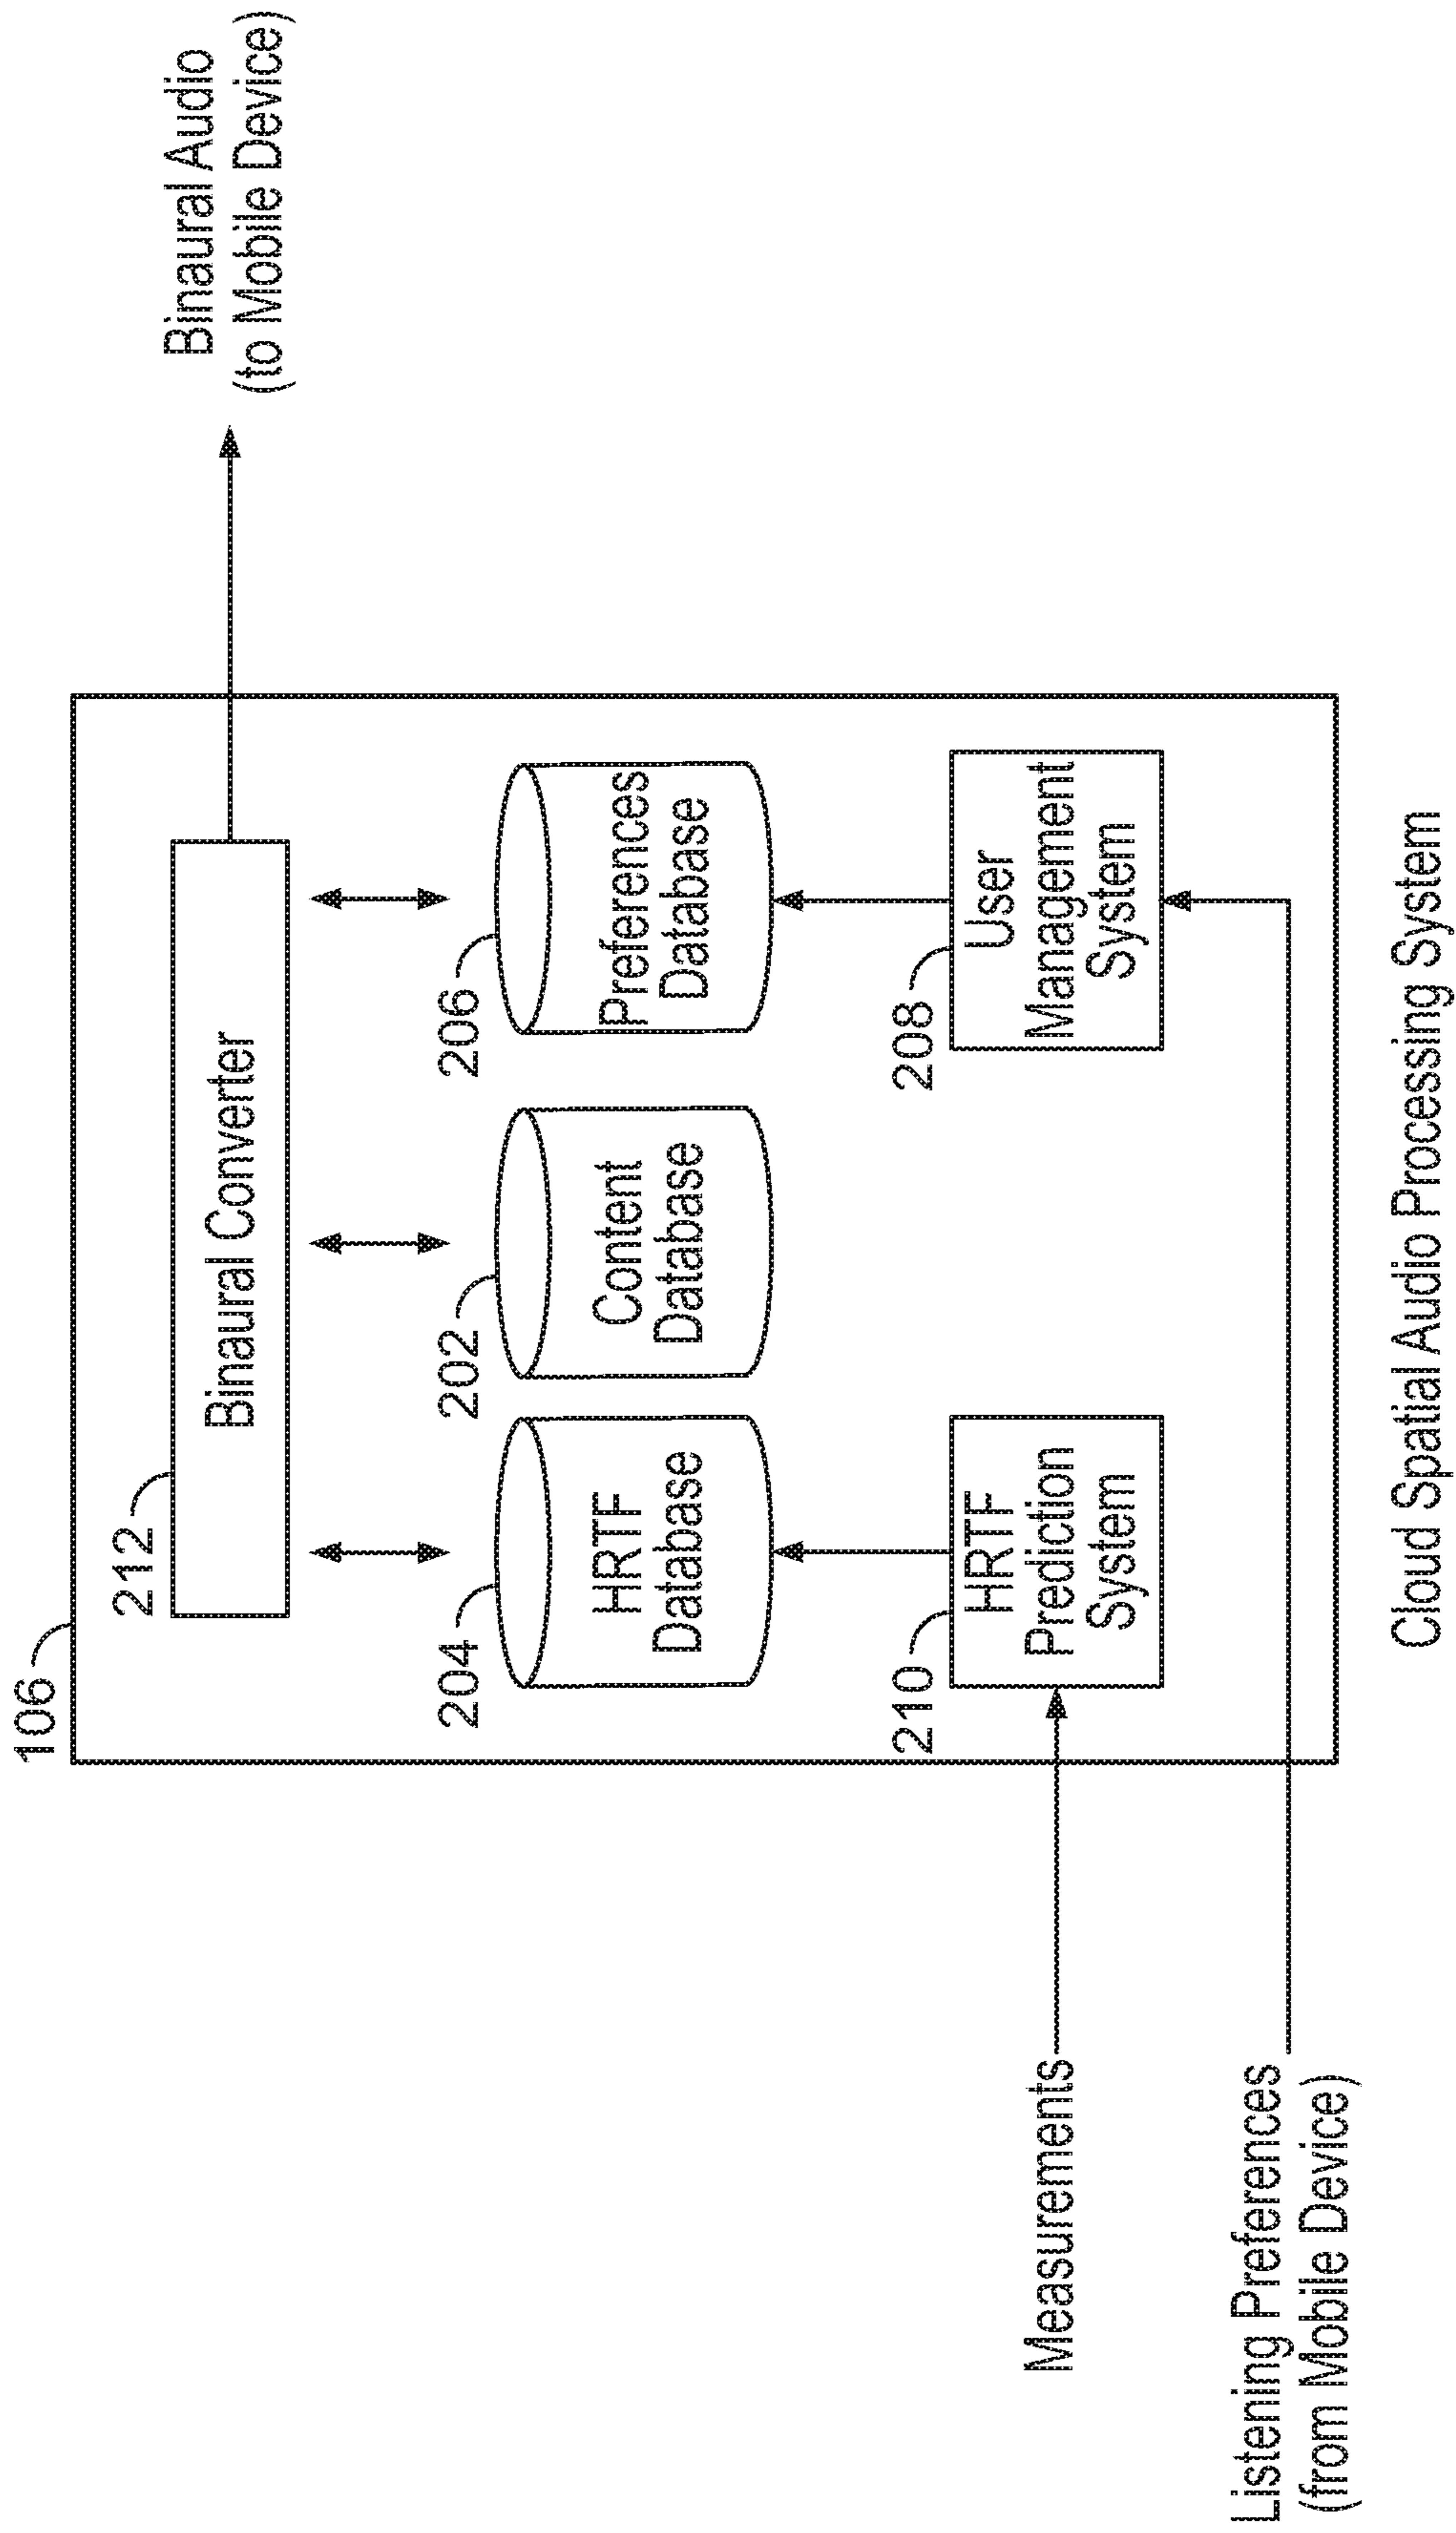 106
212
Binaural Converter
Binaural Audio
(to Mobile Device)
204
HRTF
Database
202
Content
Database
206
Preferences
Database
210
HRTF
Prediction
System
208
User
Management
System
Measurements
Listening Preferences
(from Mobile Device)
Cloud Spatial Audio Processing System